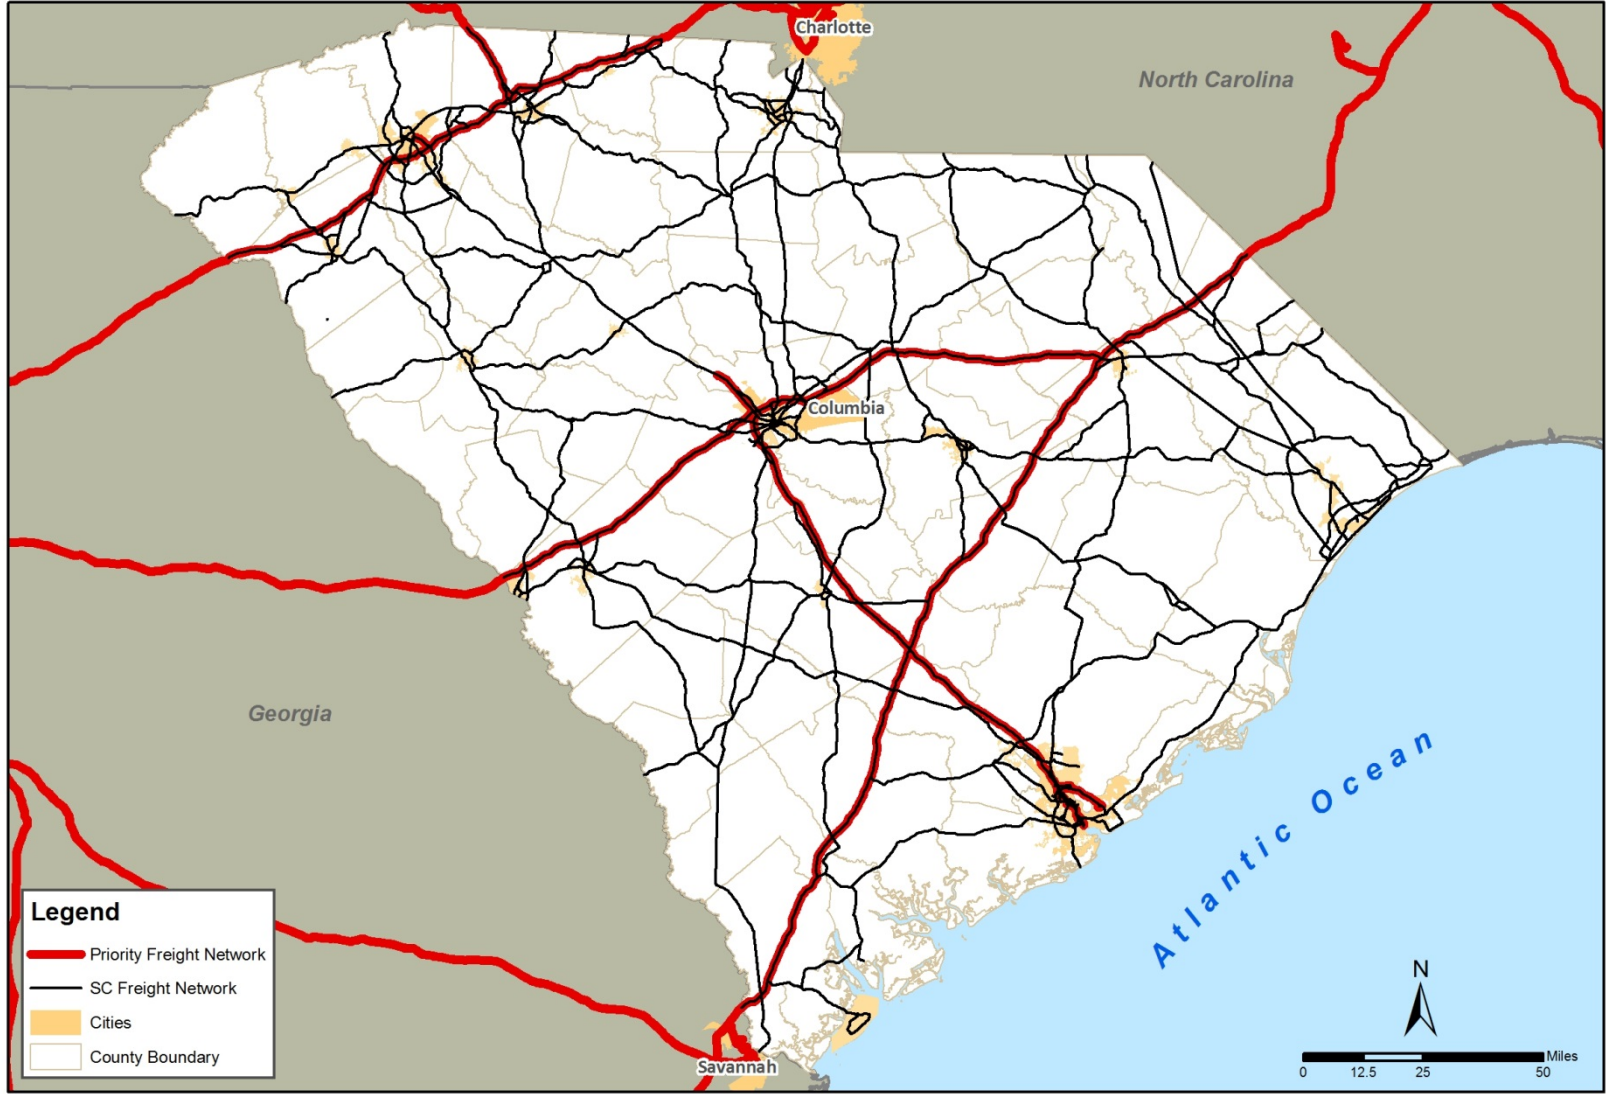 Charlotte
North Carolina
Columbia
Georgia
Atlantic Ocean
Savannah
Legend
Priority Freight Network
SC Freight Network
Cities
County Boundary
N
Miles
0 12.5 25 50